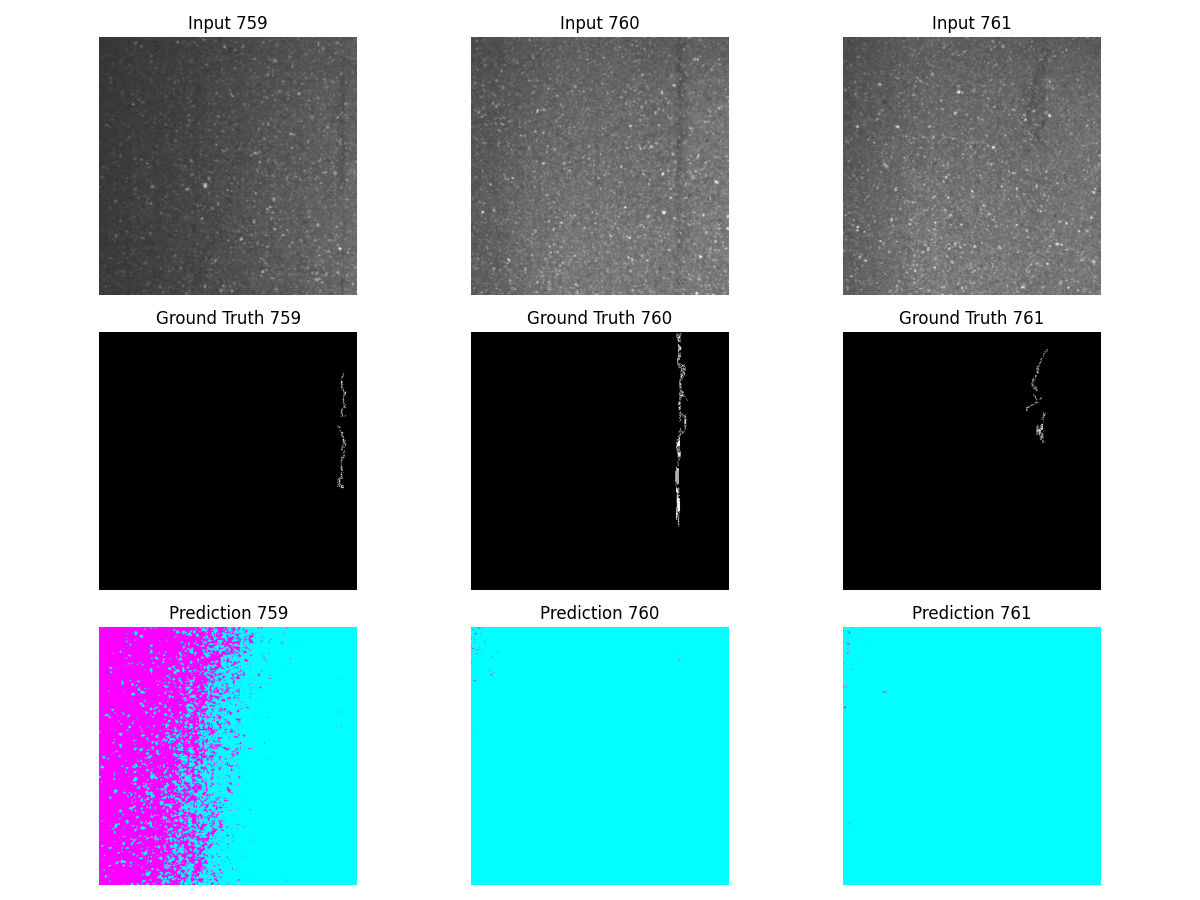 Input 759
Input 760
Input 761
Ground Truth 759
Ground Truth 760
Ground Truth 761
Prediction 759
Prediction 760
Prediction 761